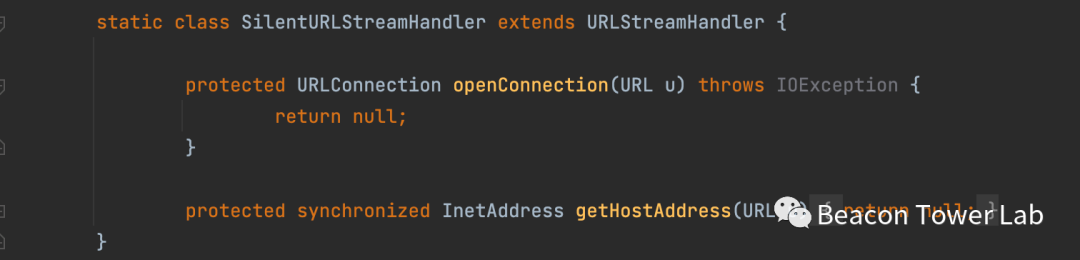 static class SilentURLStreamHandler extends URLStreamHandler {
protected URLConnection openConnection(URL u) throws IOException {
return null;
}
protected synchronized InetAddress getHostAddress(URL { return null; }
}
Beacon Tower Lab